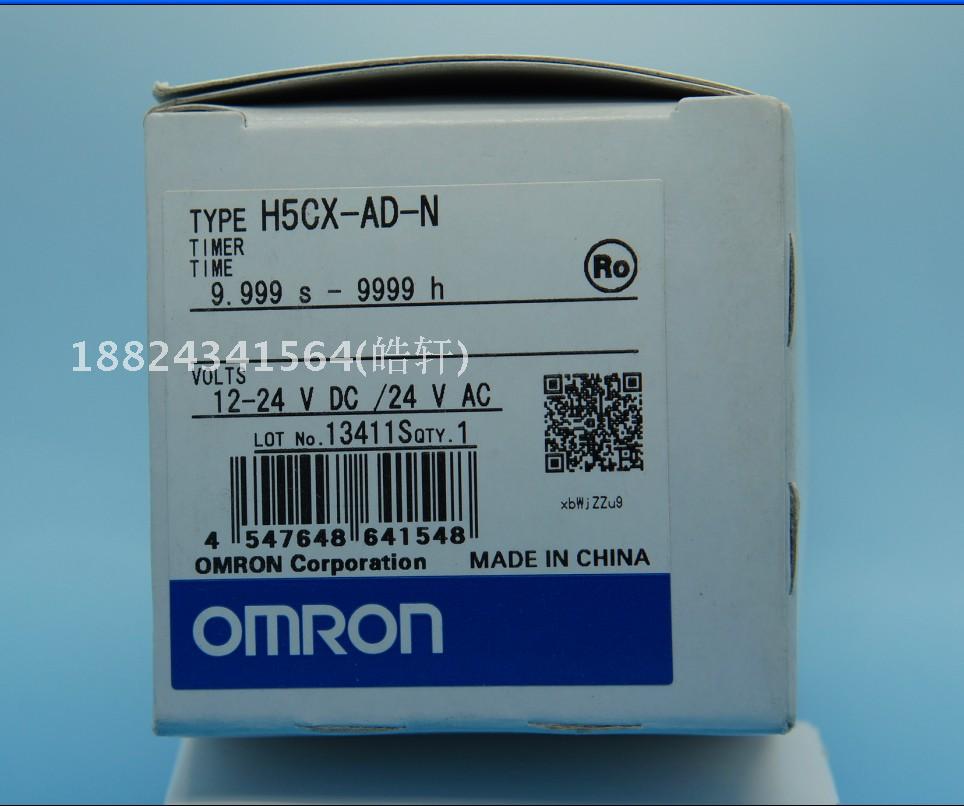 TYPE H5CX-AD-N
TIMER
TIME
Ro
9.999 s - 9999 h
18824341564(皓轩)
VOLTS
12-24 V DC /24 V AC
LOT No.13411S QTY.1
xbWjZZu9
4 547648 641548
OMRON Corporation MADE IN CHINA
OMRON